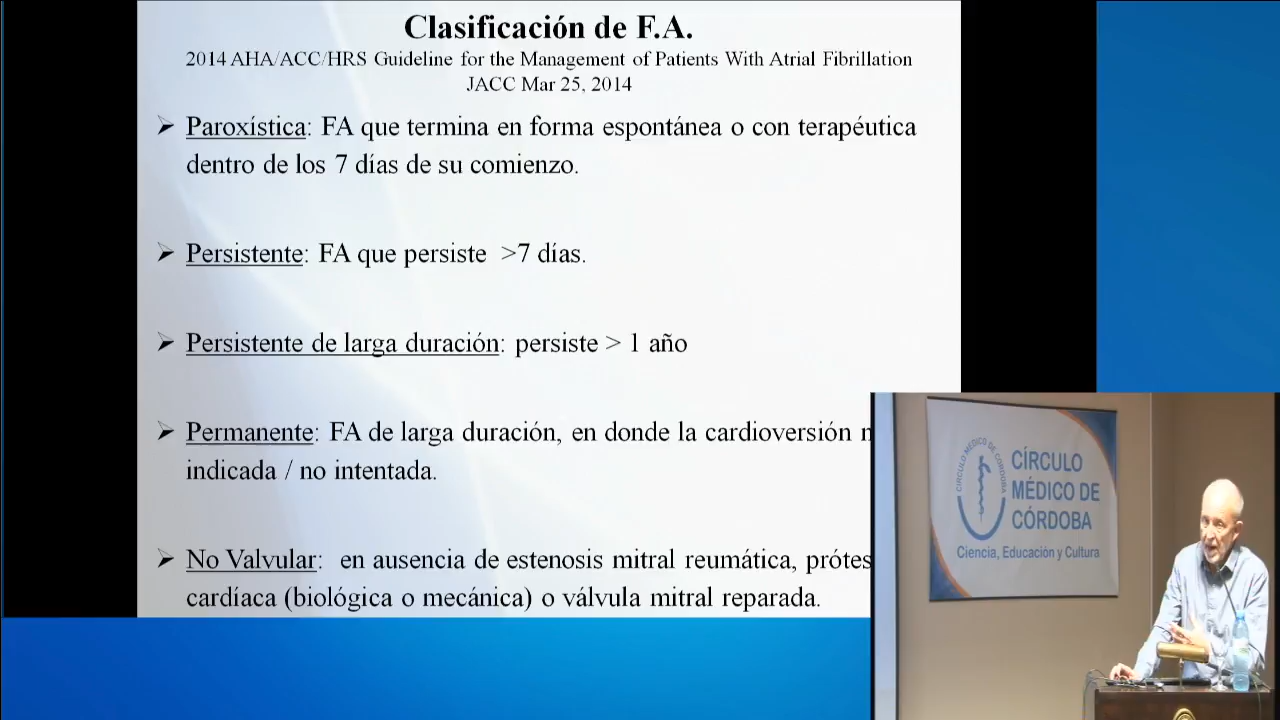 Clasificación de F.A.
2014 AHA/ACC/HRS Guideline for the Management of Patients With Atrial Fibrillation
JACC Mar 25, 2014
➢ Paroxística: FA que termina en forma espontánea o con terapéutica
dentro de los 7 días de su comienzo.
➢ Persistente: FA que persiste >7 días.
➢ Persistente de larga duración: persiste > 1 año
➢ Permanente: FA de larga duración, en donde la cardioversión
indicada / no intentada.
➢ No Valvular: en ausencia de estenosis mitral reumática, prótes
cardíaca (biológica o mecánica) o válvula mitral reparada.
CÍRCULO MÉDICO DE CÓRDOBA
CÍRCULO
MÉDICO DE
CÓRDOBA
Ciencia, Educación y Cultura